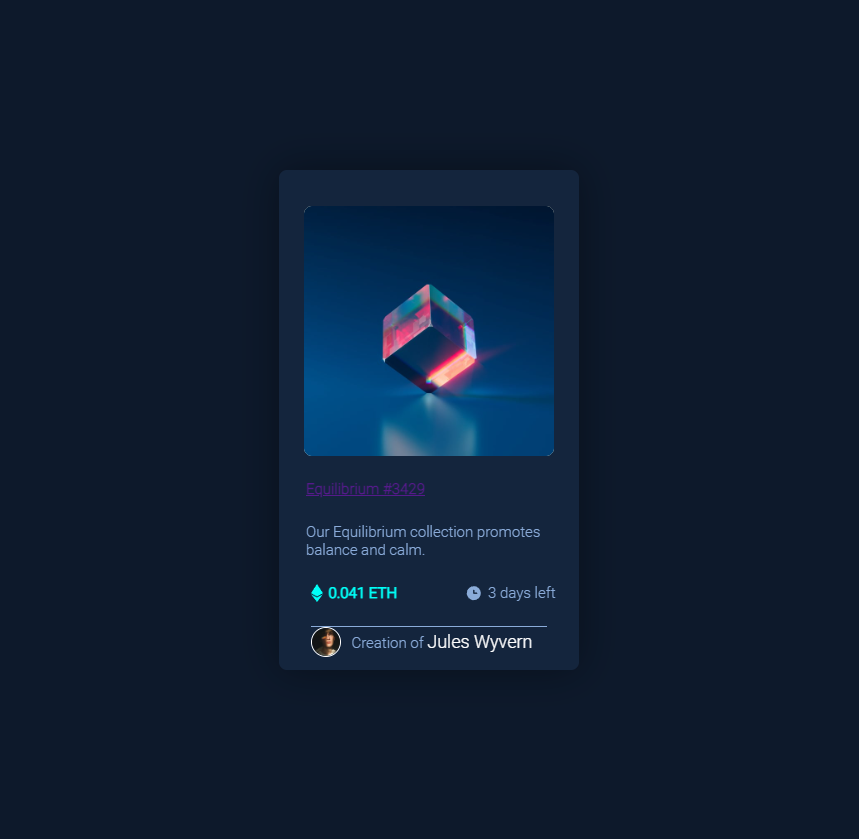 Equilibrium #3429
Our Equilibrium collection promotes
balance and calm.
0.041 ETH 3 days left
Creation of Jules Wyvern